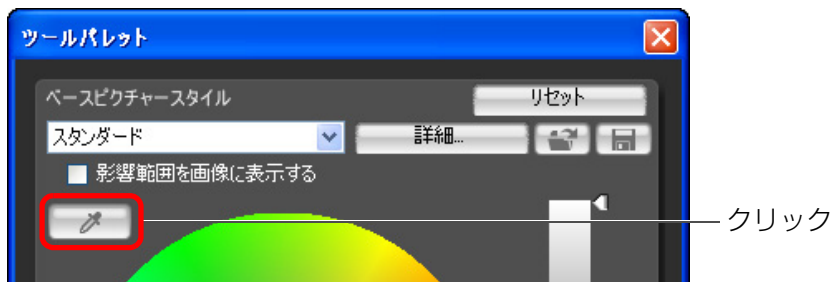 ツールパレット
ベースピクチャースタイル
リセット
スタンダード
詳細...
影響範囲を画像に表示する
クリック